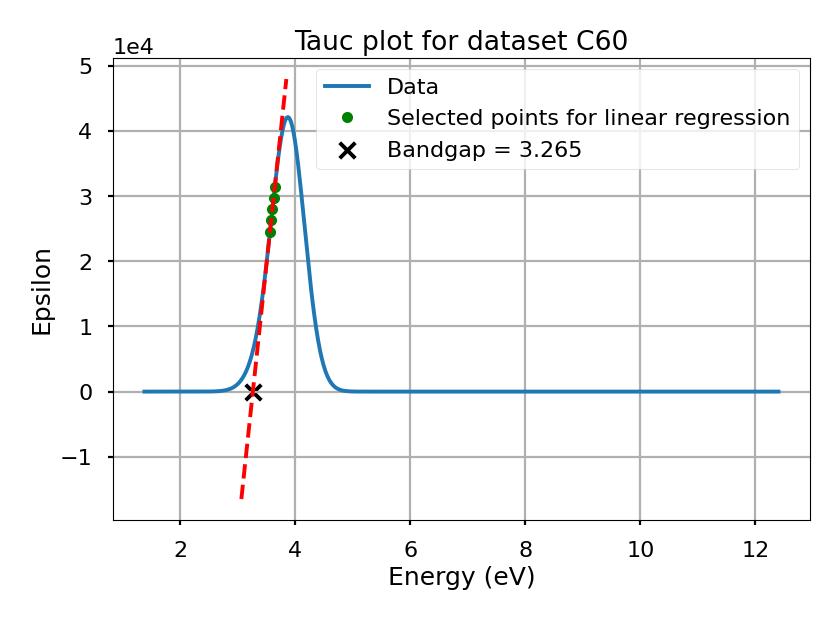 Tauc plot for dataset C60
1e4
5
4
3
2
1
0
−1
Epsilon
Data
Selected points for linear regression
Bandgap = 3.265
2 4 6 8 10 12
Energy (eV)